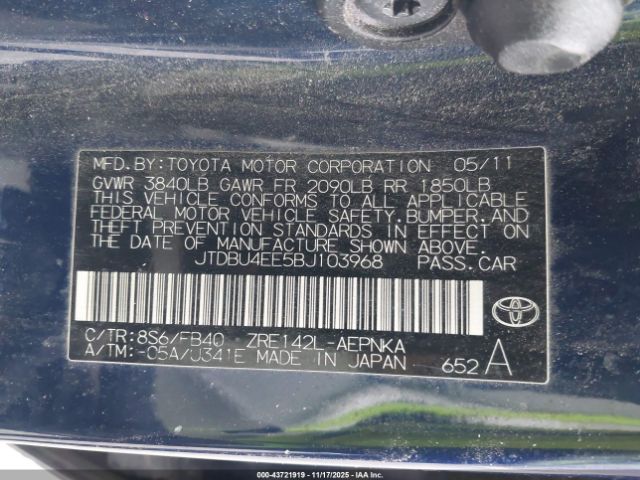 MFD. BY: TOYOTA MOTOR CORPORATION 05/11
GVWR 3840LB GAWR FR 2090LB RR 1850LB
THIS VEHICLE CONFORMS TO ALL APPLICABLE
FEDERAL MOTOR VEHICLE SAFETY, BUMPER, AND
THEFT PREVENTION STANDARDS IN EFFECT ON
THE DATE OF MANUFACTURE SHOWN ABOVE.
JTDBU4EE5BJ103968 PASS. CAR
C/TR: 8S6/FB40 ZRE142L-AEPNKA
A/TM: -05A/U341E MADE IN JAPAN 652 A
000-43721919 - 11/17/2025 - IAA.com